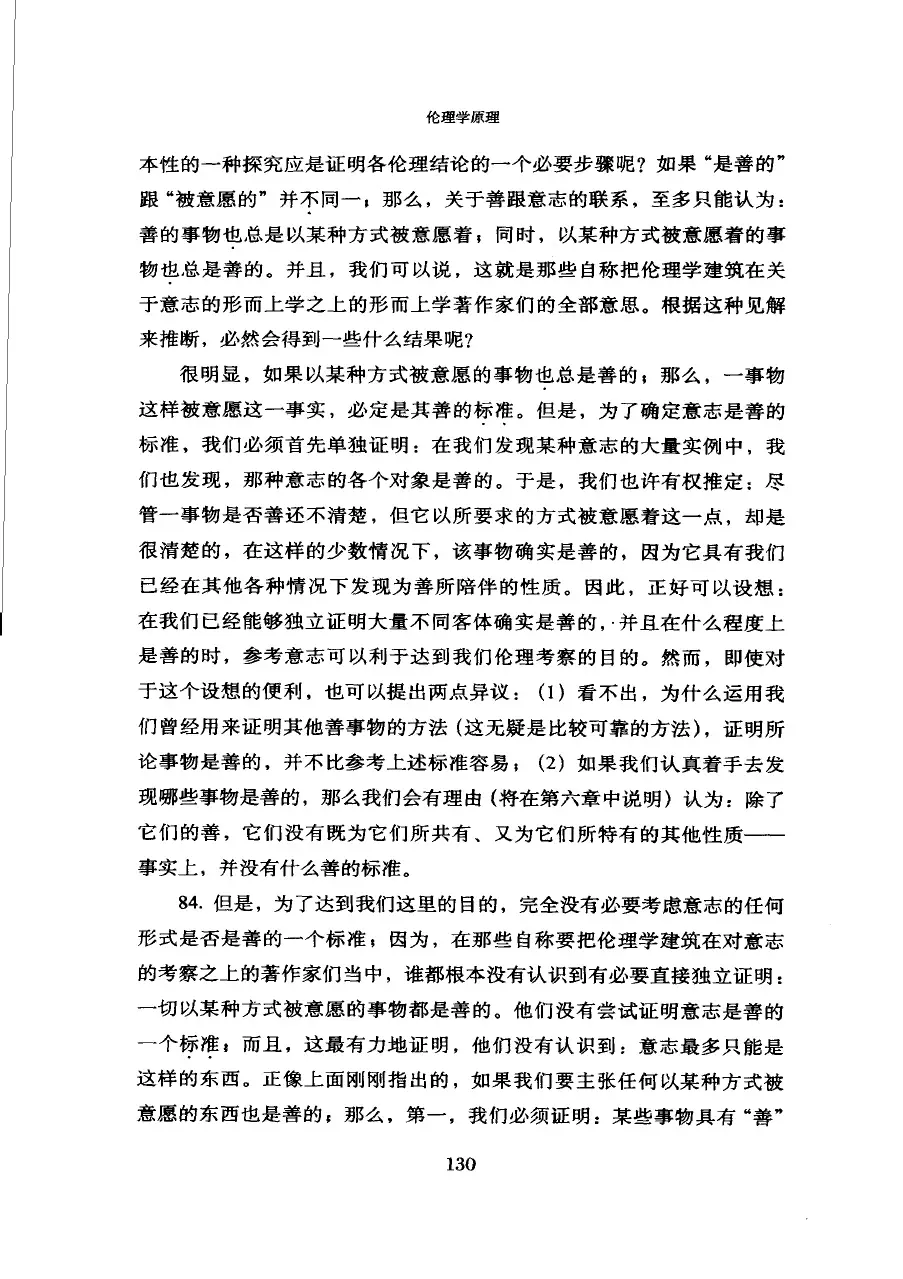 伦理学原理
本性的一种探究应是证明各伦理结论的一个必要步骤呢？如果“是善的”
跟“被意愿的”并不同一；那么，关于善跟意志的联系，至多只能认为：
善的事物也总是以某种方式被意愿着；同时，以某种方式被意愿着的事
物也总是善的。并且，我们可以说，这就是那些自称把伦理学建筑在关
于意志的形而上学之上的形而上学著作家们的全部意思。根据这种见解
来推断，必然会得到一些什么结果呢？
很明显，如果以某种方式被意愿的事物也总是善的；那么，一事物
这样被意愿这一事实，必定是其善的标准。但是，为了确定意志是善的
标准，我们必须首先单独证明：在我们发现某种意志的大量实例中，我
们也发现，那种意志的各个对象是善的。于是，我们也许有权推定：尽
管一事物是否善还不清楚，但它以所要求的方式被意愿着这一点，却是
很清楚的，在这样的少数情况下，该事物确实是善的，因为它具有我们
已经在其他各种情况下发现为善所陪伴的性质。因此，正好可以设想：
在我们已经能够独立证明大量不同客体确实是善的，并且在什么程度上
是善的时，参考意志可以利于达到我们伦理考察的目的。然而，即使对
于这个设想的便利，也可以提出两点异议：（1）看不出，为什么运用我
们曾经用来证明其他善事物的方法（这无疑是比较可靠的方法），证明所
论事物是善的，并不比参考上述标准容易；（2）如果我们认真着手去发
现哪些事物是善的，那么我们会有理由（将在第六章中说明）认为：除了
它们的善，它们没有既为它们所共有、又为它们所特有的其他性质——
事实上，并没有什么善的标准。
84. 但是，为了达到我们这里的目的，完全没有必要考虑意志的任何
形式是否是善的一个标准；因为，在那些自称要把伦理学建筑在对意志
的考察之上的著作家们当中，谁都根本没有认识到有必要直接独立证明：
一切以某种方式被意愿的事物都是善的。他们没有尝试证明意志是善的
一个标准；而且，这最有力地证明，他们没有认识到：意志最多只能是
这样的东西。正像上面刚刚指出的，如果我们要主张任何以某种方式被
意愿的东西也是善的；那么，第一，我们必须证明：某些事物具有“善”
130